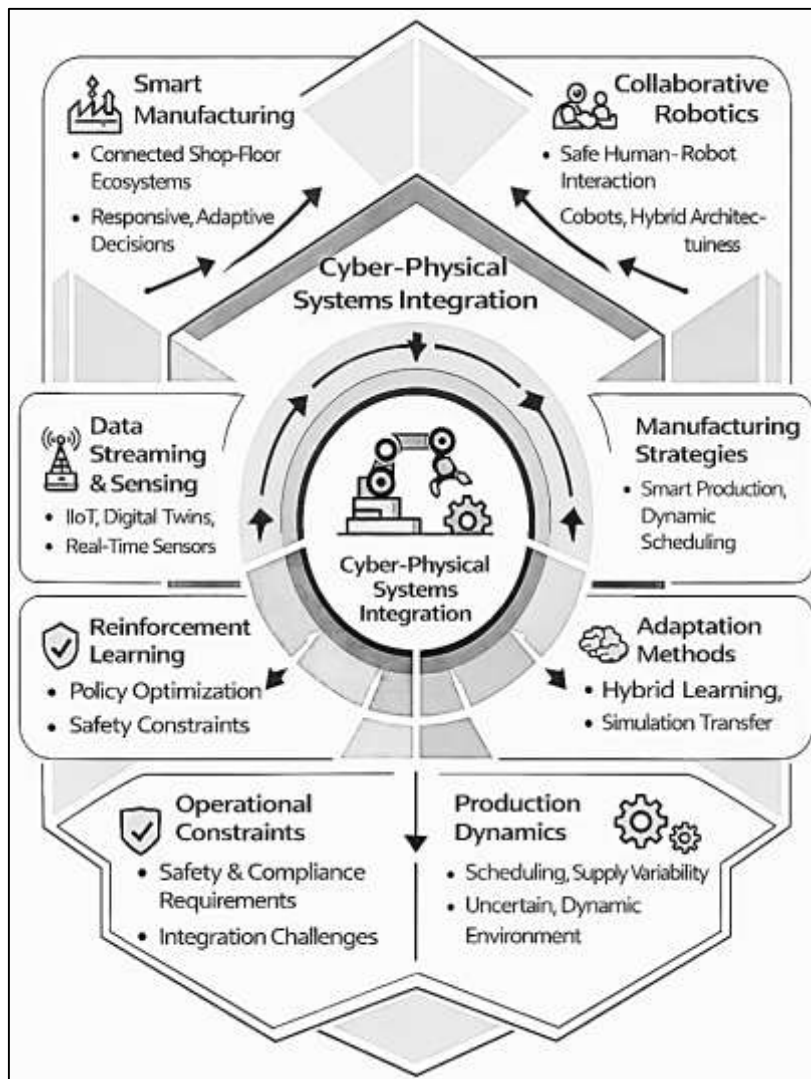 Smart
Manufacturing
• Connected Shop-Floor
Ecosystems
• Responsive, Adaptive
Decisions
Collaborative
Robotics
• Safe Human-Robot
Interaction
Cobots, Hybrid Architec-
tuiness
Cyber-Physical
Systems Integration
Data
Streaming
& Sensing
• IIoT, Digital Twins,
• Real-Time Sensors
Manufacturing
Strategies
• Smart Production,
Dynamic
Scheduling
Cyber-Physical
Systems
Integration
Reinforcement
Learning
• Policy Optimization
• Safety Constraints
Adaptation
Methods
• Hybrid Learning,
• Simulation Transfer
Operational
Constraints
• Safety & Compliance
Requirements
• Integration Challenges
Production
Dynamics
• Scheduling, Supply Variability
• Uncertain, Dynamic
Environment